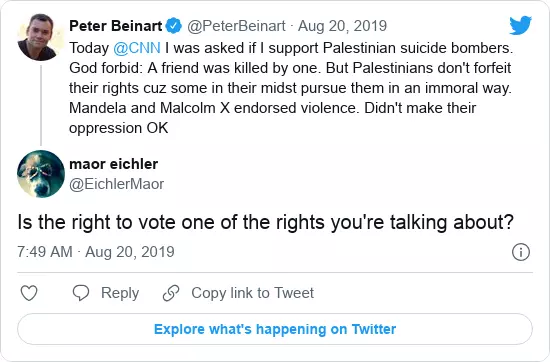 Peter Beinart @PeterBeinart · Aug 20, 2019
Today @CNN I was asked if I support Palestinian suicide bombers.
God forbid: A friend was killed by one. But Palestinians don't forfeit
their rights cuz some in their midst pursue them in an immoral way.
Mandela and Malcolm X endorsed violence. Didn't make their
oppression OK
maor eichler
@EichlerMaor
Is the right to vote one of the rights you're talking about?
7:49 AM · Aug 20, 2019
Reply Copy link to Tweet
Explore what's happening on Twitter